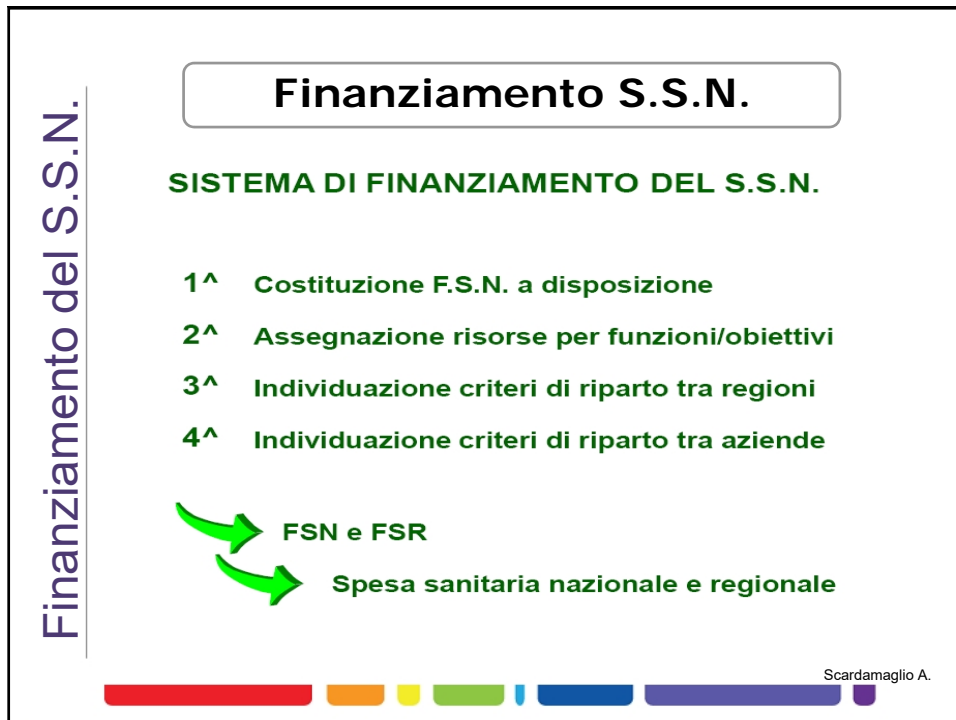 Finanziamento del S.S.N.
Finanziamento S.S.N.
SISTEMA DI FINANZIAMENTO DEL S.S.N.
1^ Costituzione F.S.N. a disposizione
2^ Assegnazione risorse per funzioni/obiettivi
3^ Individuazione criteri di riparto tra regioni
4^ Individuazione criteri di riparto tra aziende
FSN e FSR
Spesa sanitaria nazionale e regionale
Scardamaglio A.